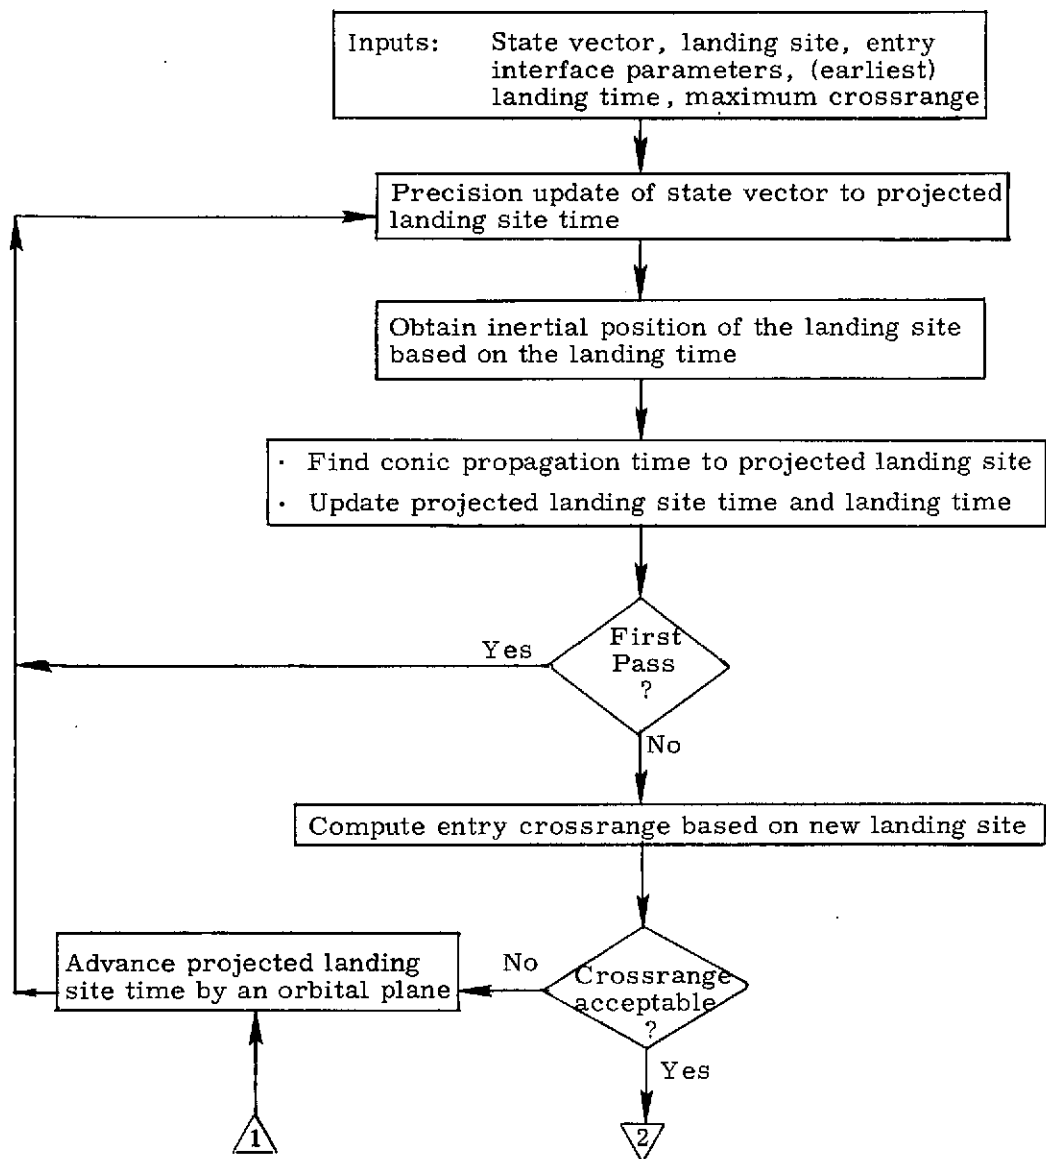 Inputs: State vector, landing site, entry
interface parameters, (earliest)
landing time, maximum crossrange
Precision update of state vector to projected
landing site time
Obtain inertial position of the landing site
based on the landing time
· Find conic propagation time to projected landing site
· Update projected landing site time and landing time
First
Pass
?
Yes
No
Compute entry crossrange based on new landing site
Crossrange
acceptable
?
No
Advance projected landing
site time by an orbital plane
Yes
1
2